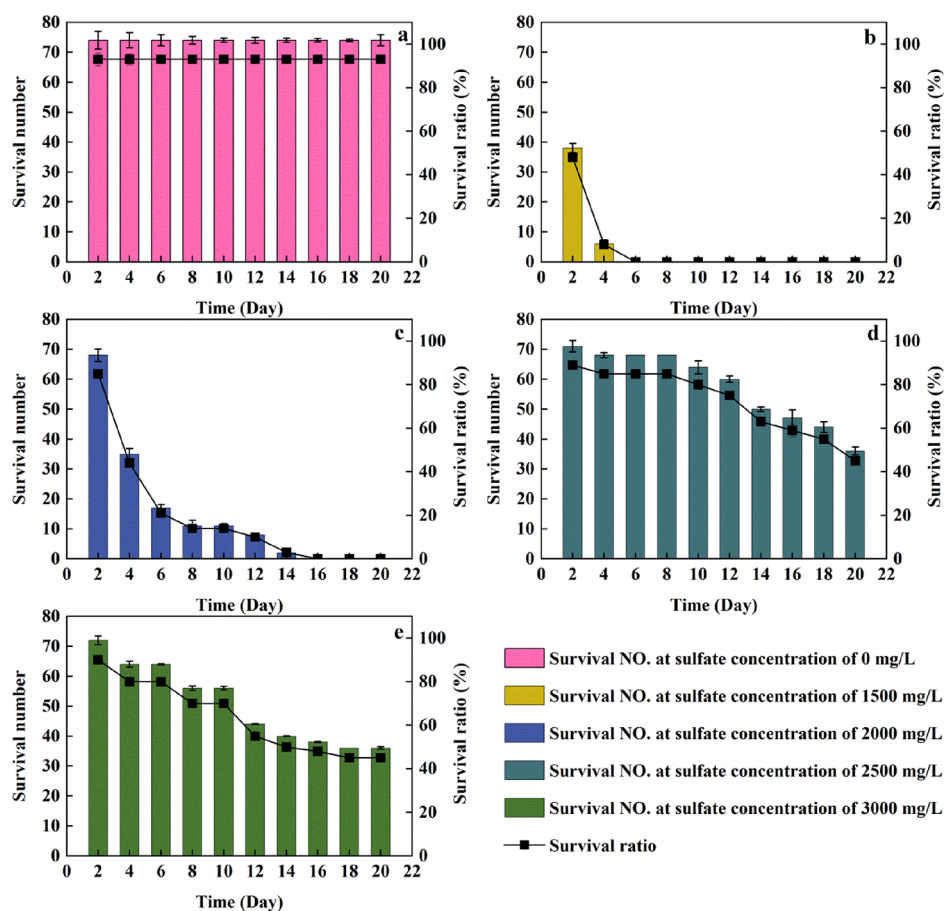 a
80
70
60
50
40
30
20
10
0
Survival number
100
80
60
40
20
0
Survival ratio (%)
0 2 4 6 8 10 12 14 16 18 20 22
Time (Day)
b
80
70
60
50
40
30
20
10
0
Survival number
100
80
60
40
20
0
Survival ratio (%)
0 2 4 6 8 10 12 14 16 18 20 22
Time (Day)
c
80
70
60
50
40
30
20
10
0
Survival number
100
80
60
40
20
0
Survival ratio (%)
0 2 4 6 8 10 12 14 16 18 20 22
Time (Day)
d
80
70
60
50
40
30
20
10
0
Survival number
100
80
60
40
20
0
Survival ratio (%)
0 2 4 6 8 10 12 14 16 18 20 22
Time (Day)
e
80
70
60
50
40
30
20
10
0
Survival number
100
80
60
40
20
0
Survival ratio (%)
0 2 4 6 8 10 12 14 16 18 20 22
Time (Day)
Survival NO. at sulfate concentration of 0 mg/L
Survival NO. at sulfate concentration of 1500 mg/L
Survival NO. at sulfate concentration of 2000 mg/L
Survival NO. at sulfate concentration of 2500 mg/L
Survival NO. at sulfate concentration of 3000 mg/L
Survival ratio